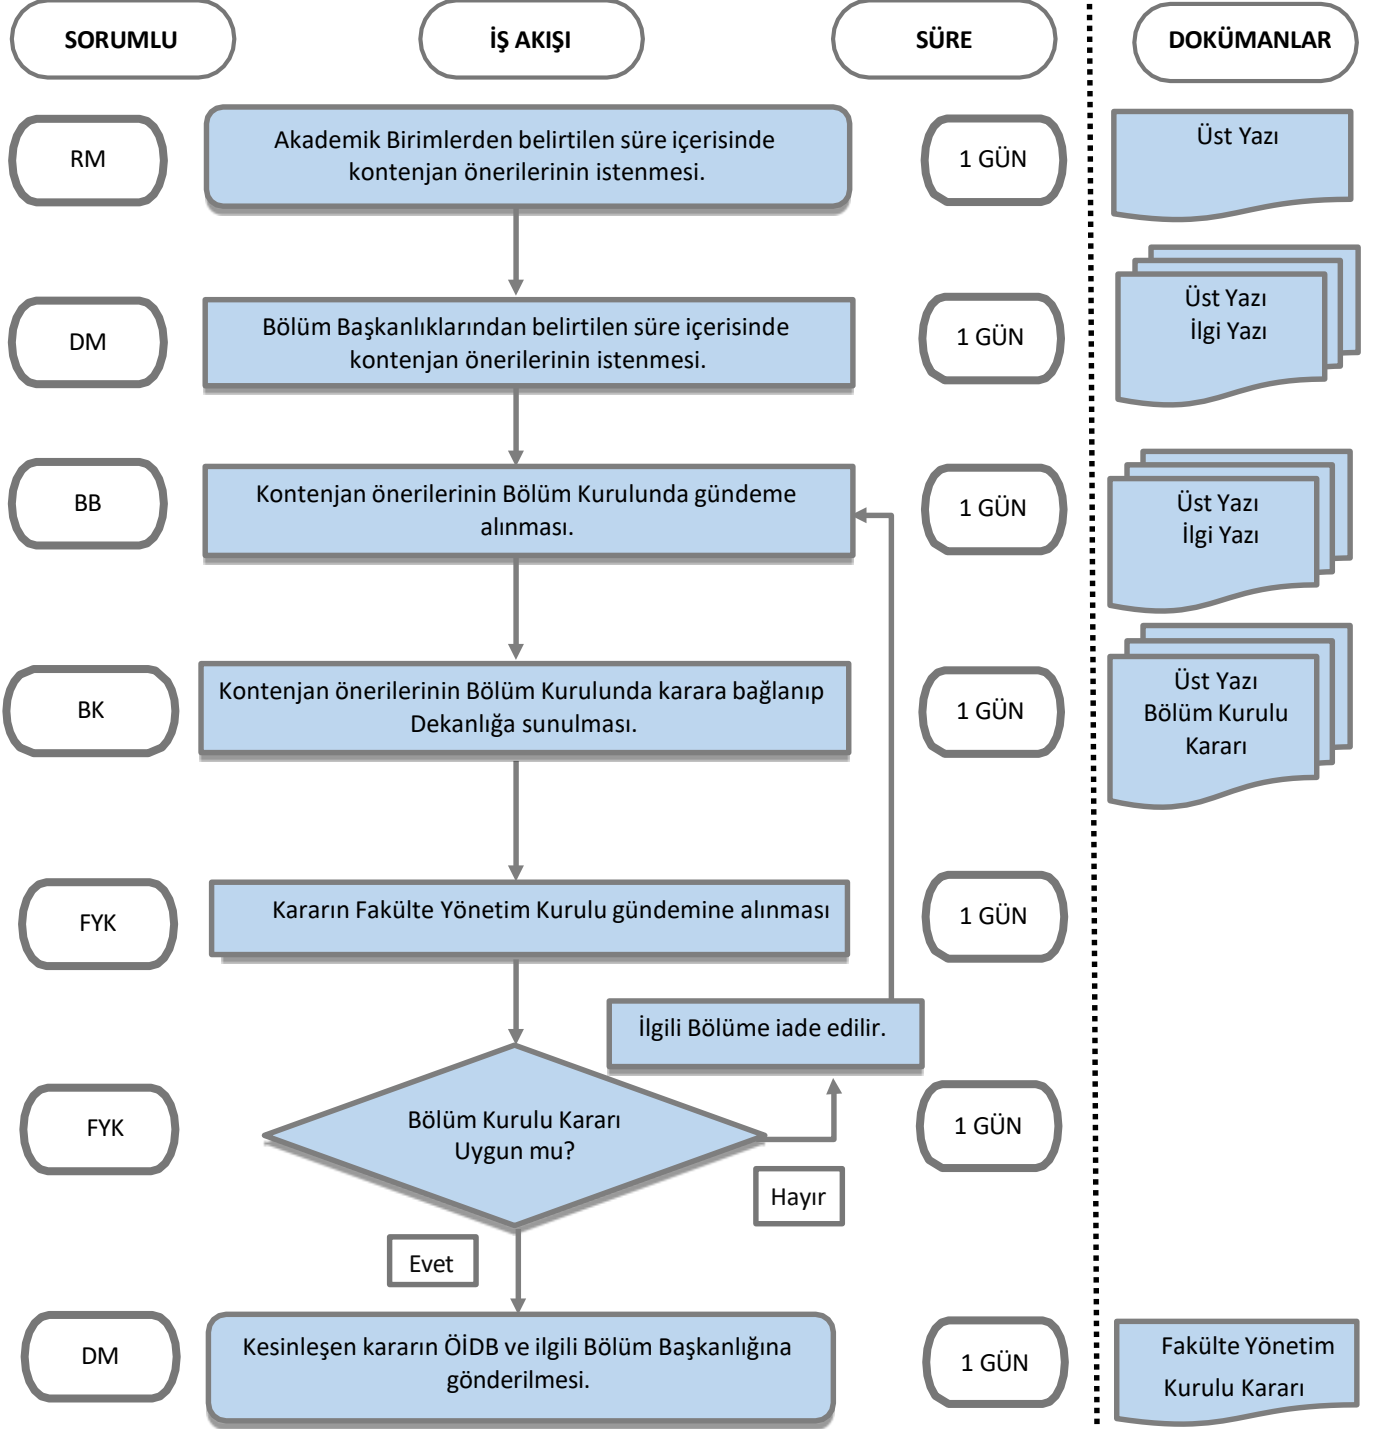 SORUMLU
İŞ AKIŞI
SÜRE
DOKÜMANLAR
RM
Akademik Birimlerden belirtilen süre içerisinde
kontenjan önerilerinin istenmesi.
1 GÜN
Üst Yazı
DM
Bölüm Başkanlıklarından belirtilen süre içerisinde
kontenjan önerilerinin istenmesi.
1 GÜN
Üst Yazı
İlgi Yazı
BB
Kontenjan önerilerinin Bölüm Kurulunda gündeme
alınması.
1 GÜN
Üst Yazı
İlgi Yazı
BK
Kontenjan önerilerinin Bölüm Kurulunda karara bağlanıp
Dekanlığa sunulması.
1 GÜN
Üst Yazı
Bölüm Kurulu
Kararı
FYK
Kararın Fakülte Yönetim Kurulu gündemine alınması
1 GÜN
İlgili Bölüme iade edilir.
FYK
Bölüm Kurulu Kararı
Uygun mu?
1 GÜN
Hayır
Evet
DM
Kesinleşen kararın ÖİDB ve ilgili Bölüm Başkanlığına
gönderilmesi.
1 GÜN
Fakülte Yönetim
Kurulu Kararı